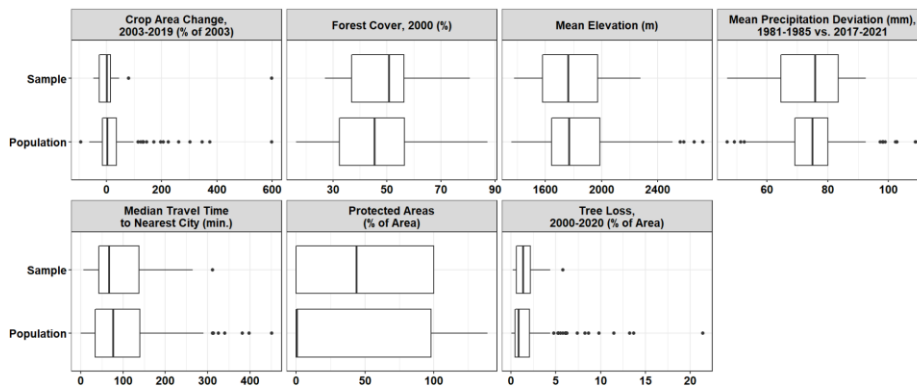 Crop Area Change,
2003-2019 (% of 2003)
Forest Cover, 2000 (%)
Mean Elevation (m)
Mean Precipitation Deviation (mm),
1981-1985 vs. 2017-2021
Sample
Population
0 200 400 600
30 50 70 90
1600 2000 2400
60 80 100
Median Travel Time
to Nearest City (min.)
Protected Areas
(% of Area)
Tree Loss,
2000-2020 (% of Area)
Sample
Population
0 100 200 300 400
0 50 100
0 5 10 15 20